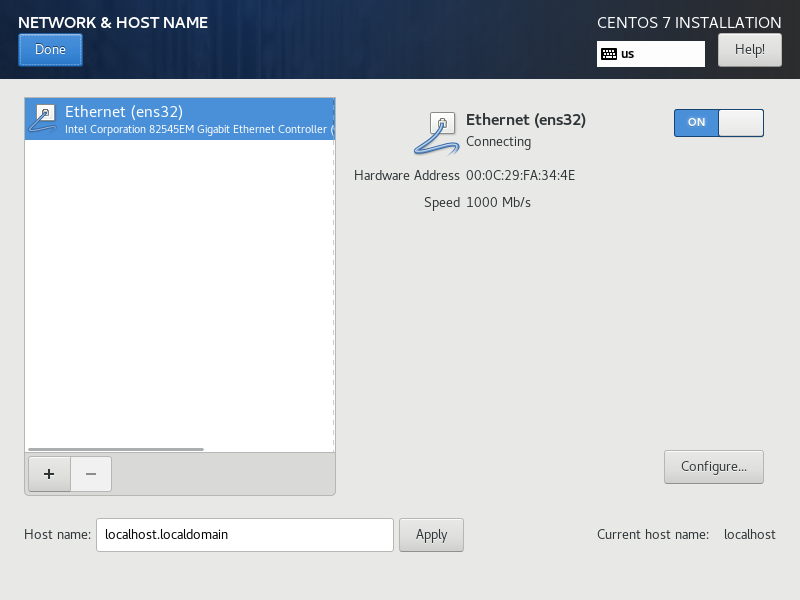 NETWORK & HOST NAME
CENTOS 7 INSTALLATION
Done
us
Help!
Ethernet (ens32)
Intel Corporation 82545EM Gigabit Ethernet Controller (
Ethernet (ens32)
Connecting
ON
Hardware Address 00:0C:29:FA:34:4E
Speed 1000 Mb/s
+ −
Configure...
Host name: localhost.localdomain Apply
Current host name: localhost